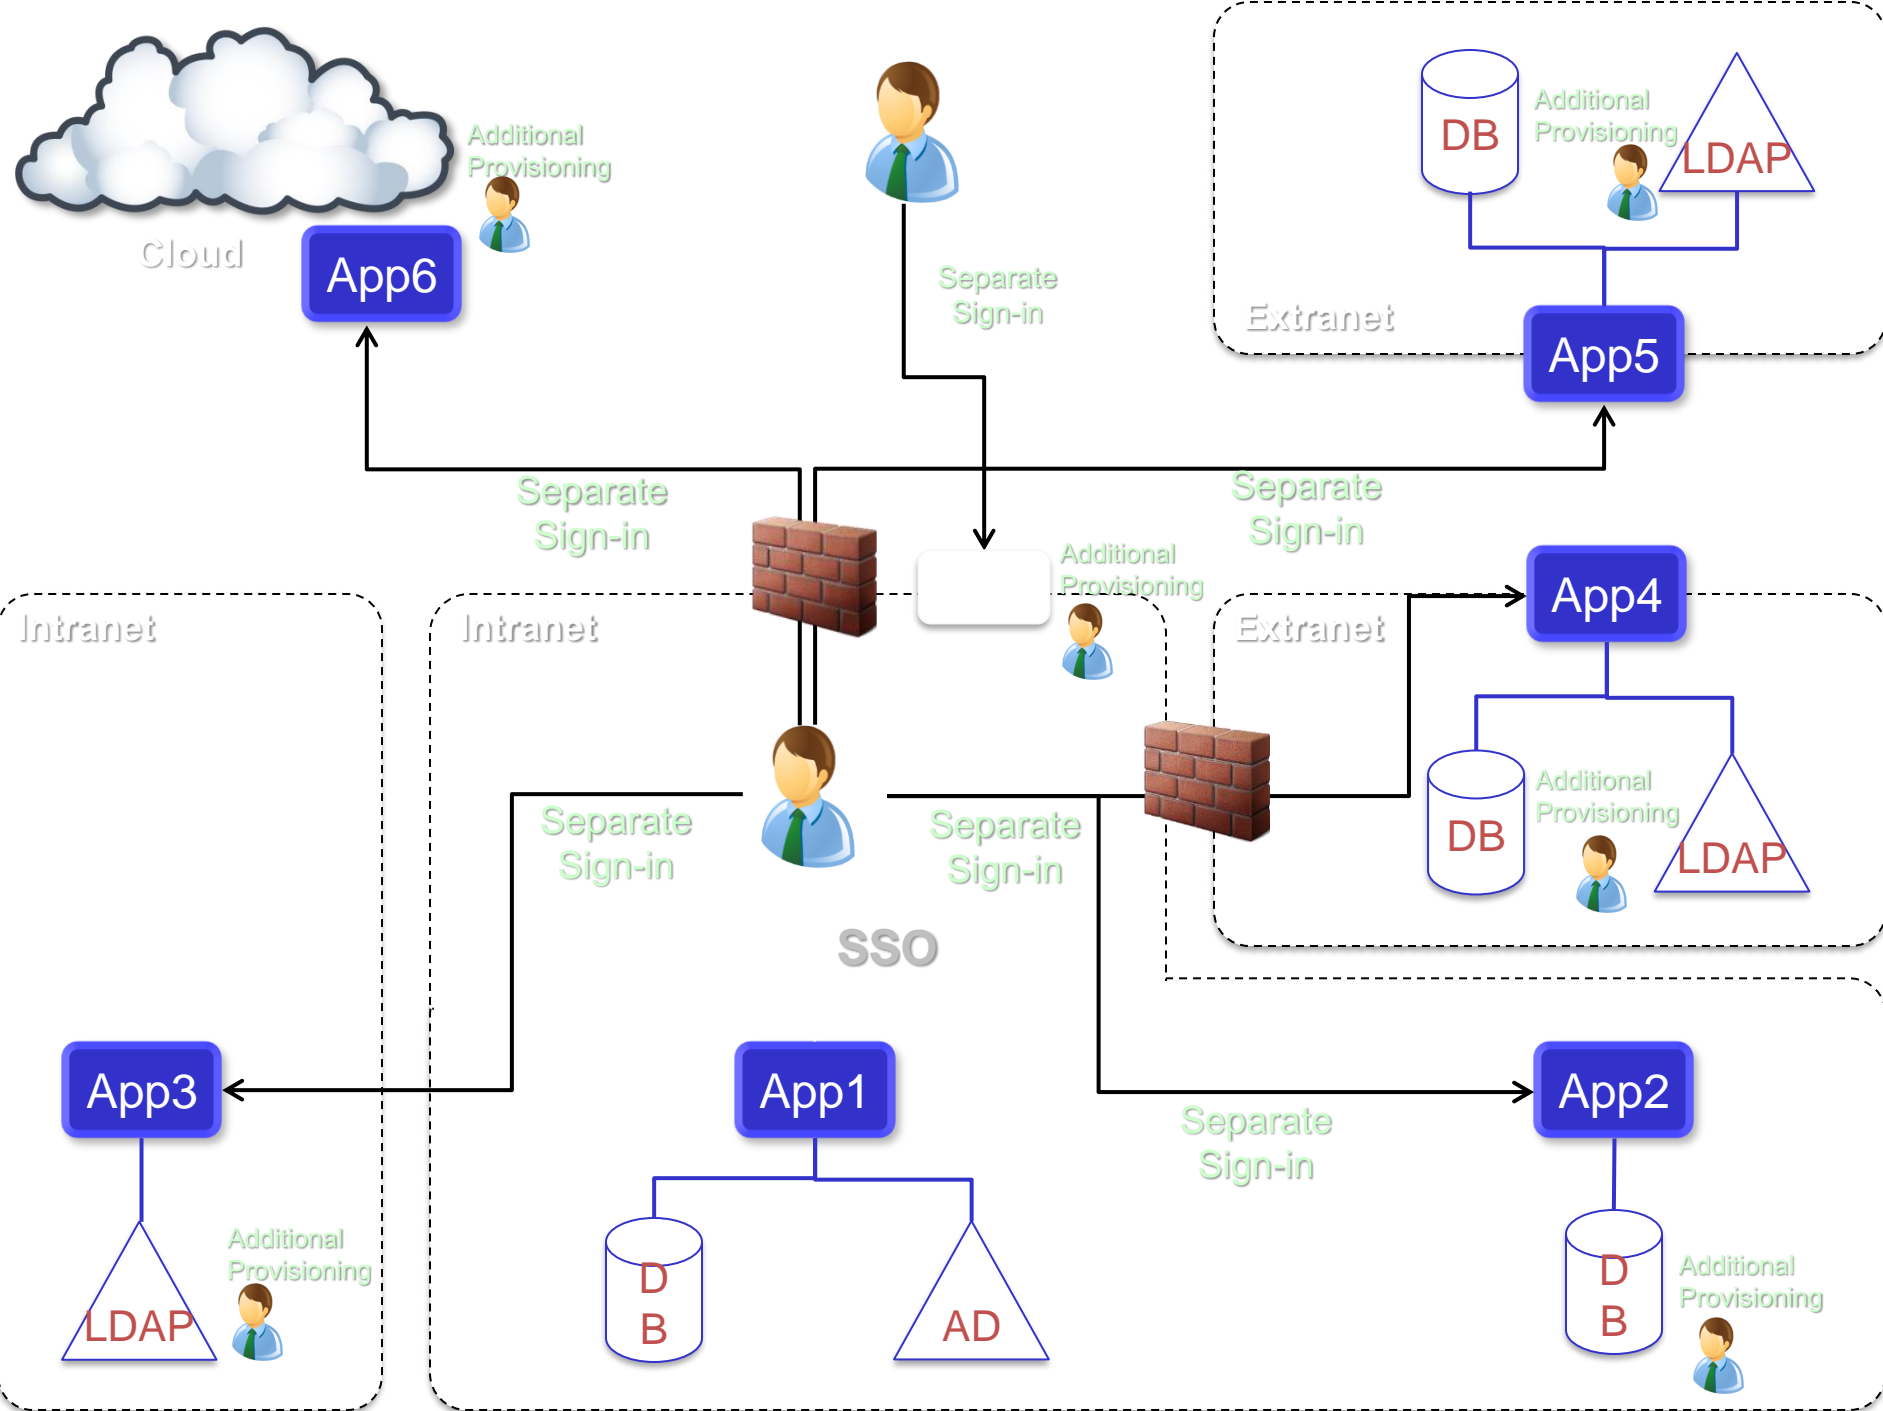 Additional
Provisioning
Cloud
App6
Separate
Sign-in
DB
Additional
Provisioning
LDAP
Extranet
App5
Separate
Sign-in
Separate
Sign-in
Additional
Provisioning
App4
Intranet
Intranet
Extranet
Separate
Sign-in
Separate
Sign-in
DB
Additional
Provisioning
LDAP
SSO
App3
App1
App2
Separate
Sign-in
LDAP
Additional
Provisioning
D
B
AD
D
B
Additional
Provisioning